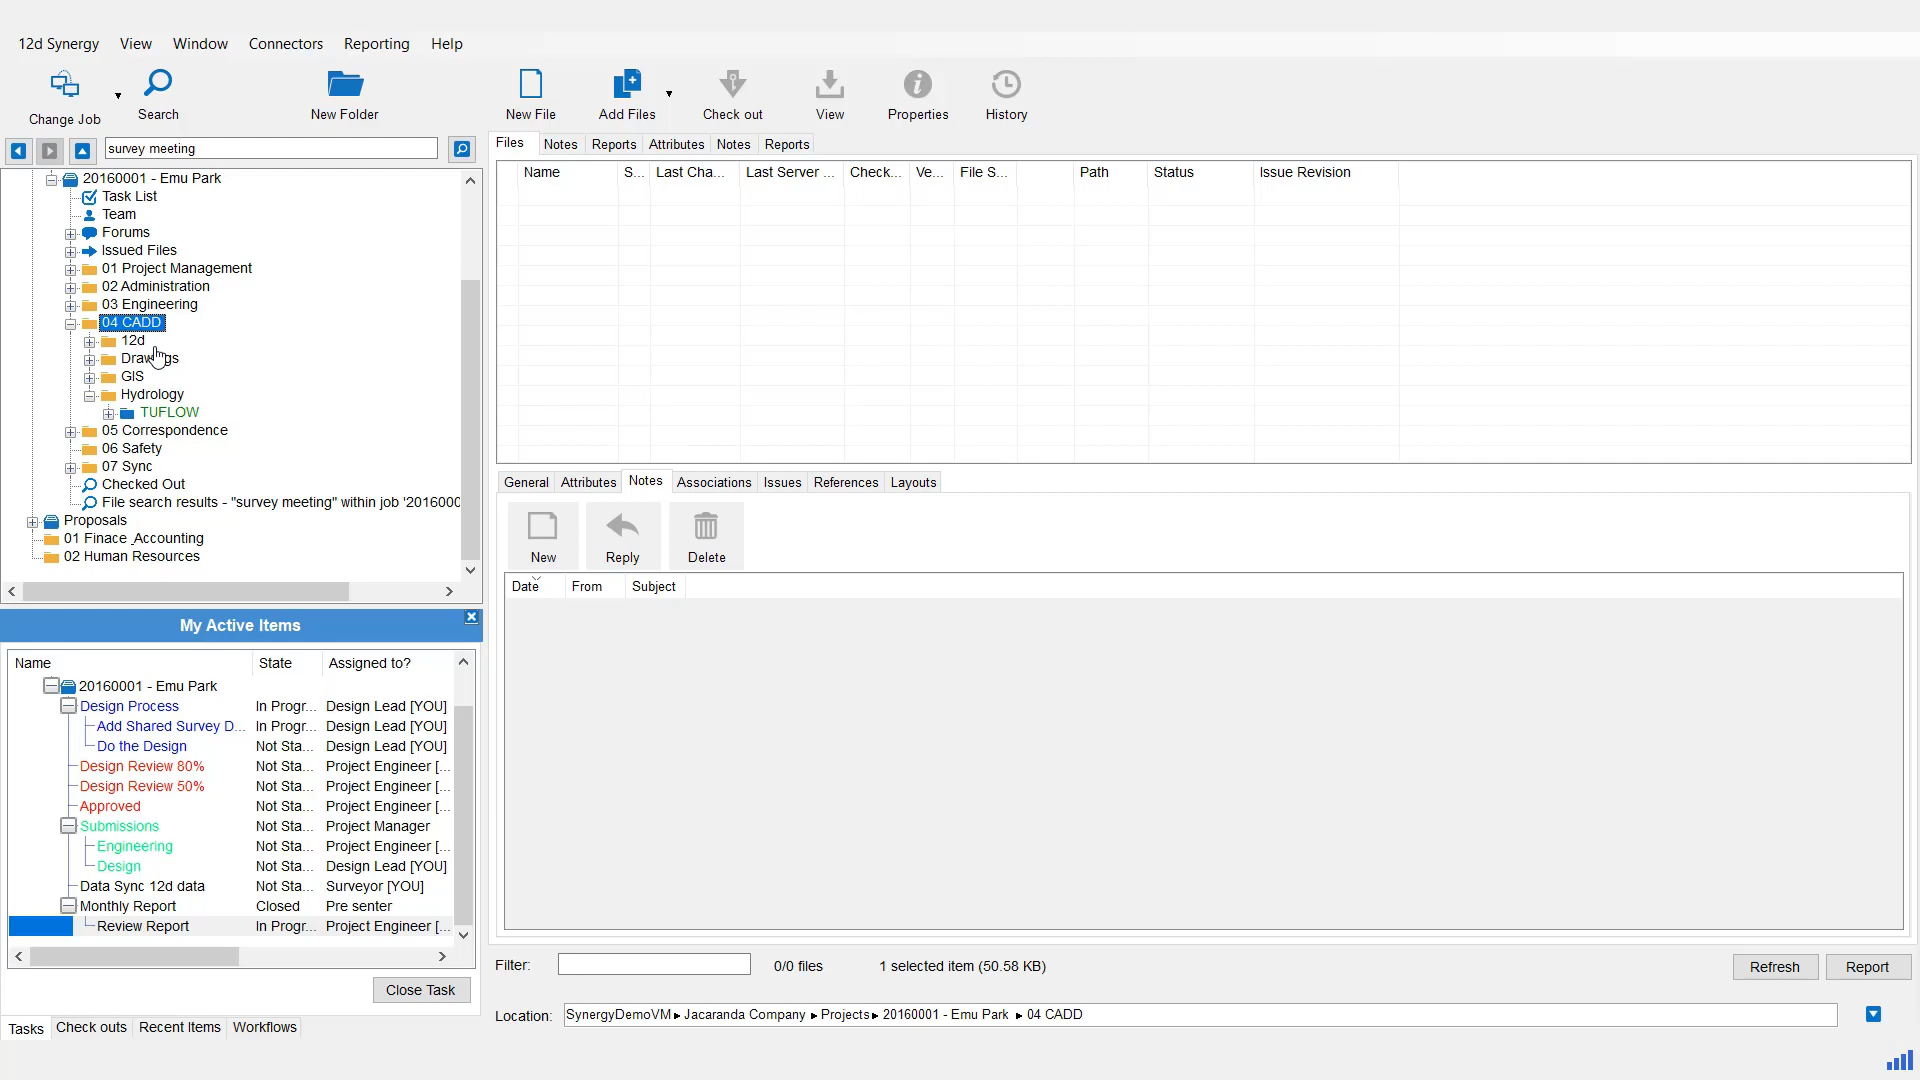 12d Synergy View Window Connectors Reporting Help
Change Job Search New Folder New File Add Files Check out View Properties History
survey meeting
Files Notes Reports Attributes Notes Reports
Name S... Last Cha... Last Server ... Check... Ve... File S... Path Status Issue Revision
20160001 - Emu Park
Task List
Team
Forums
Issued Files
01 Project Management
02 Administration
03 Engineering
04 CADD
12d
Drawings
GIS
Hydrology
TUFLOW
05 Correspondence
06 Safety
07 Sync
Checked Out
File search results - "survey meeting" within job '2016000
Proposals
01 Finace_Accounting
02 Human Resources
General Attributes Notes Associations Issues References Layouts
New Reply Delete
Date From Subject
My Active Items
Name State Assigned to?
20160001 - Emu Park
Design Process In Progr... Design Lead [YOU]
Add Shared Survey D... In Progr... Design Lead [YOU]
Do the Design Not Sta... Design Lead [YOU]
Design Review 80% Not Sta... Project Engineer [...
Design Review 50% Not Sta... Project Engineer [...
Approved Not Sta... Project Engineer [...
Submissions Not Sta... Project Manager
Engineering Not Sta... Project Engineer [...
Design Not Sta... Design Lead [YOU]
Data Sync 12d data Not Sta... Surveyor [YOU]
Monthly Report Closed Pre senter
Review Report In Progr... Project Engineer [...
Close Task
Tasks Check outs Recent Items Workflows
Filter: 0/0 files 1 selected item (50.58 KB) Refresh Report
Location: SynergyDemoVM ▸ Jacaranda Company ▸ Projects ▸ 20160001 - Emu Park ▸ 04 CADD